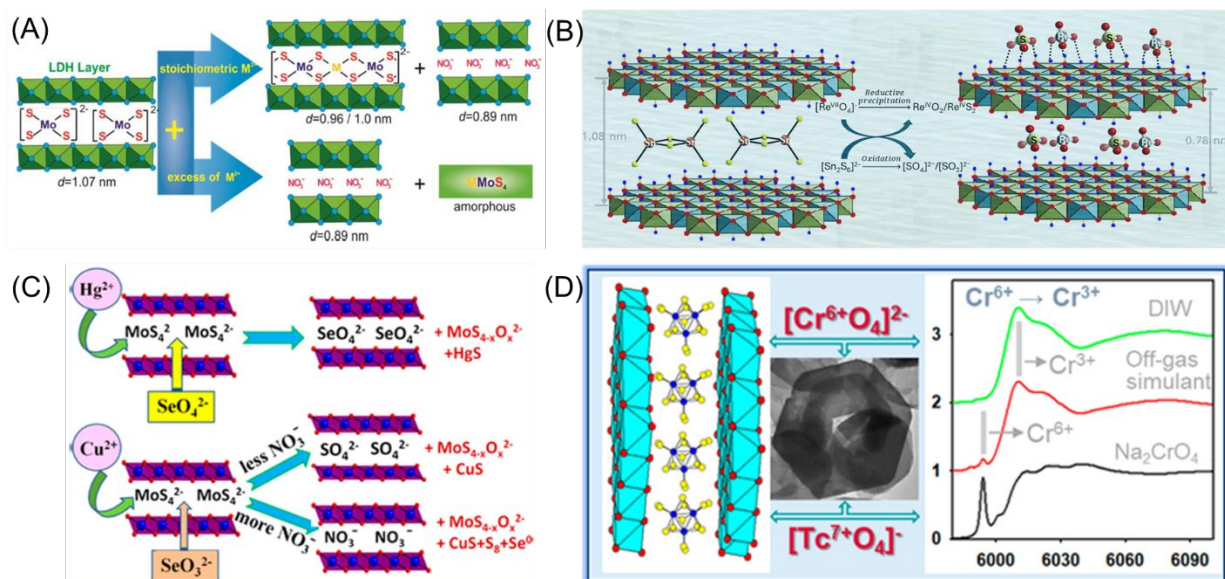 (A)
LDH Layer
[MoS S S S]²⁻ [MoS S S S]²⁻
d=1.07 nm
+
stoichiometric M²⁺
excess of M²⁺
[S S Mo S S M S S Mo S S]²⁻
d=0.96 / 1.0 nm
+
NO₃⁻ NO₃⁻ NO₃⁻ NO₃⁻
d=0.89 nm
NO₃⁻ NO₃⁻ NO₃⁻ NO₃⁻
d=0.89 nm
+
MMoS₄
amorphous
(B)
1.08 nm
[ReⱽᴵᴵO₄]⁻ Reductive precipitation ReᴵⱽO₂/ReᴵⱽS₂
[Sn₂S₆]²⁻ Oxidation [SO₄]²⁻/[SO₃]²⁻
S S
0.78 nm
(C)
Hg²⁺
MoS₄² MoS₄²⁻
SeO₄²⁻
SeO₄²⁻ SeO₄²⁻
+ MoS₄₋ₓOₓ²⁻
+HgS
Cu²⁺
MoS₄²⁻ MoS₄²⁻
SeO₃²⁻
less NO₃⁻
more NO₃⁻
SO₄²⁻ SO₄²⁻
+ MoS₄₋ₓOₓ²⁻
+ CuS
NO₃⁻ NO₃⁻
+ MoS₄₋ₓOₓ²⁻
+ CuS+S₈+Se⁰
(D)
[Cr⁶⁺O₄]²⁻
[Tc⁷⁺O₄]⁻
Cr⁶⁺ → Cr³⁺
DIW
Cr³⁺
Off-gas
simulant
Cr⁶⁺
Na₂CrO₄
3
2
1
0
6000 6030 6060 6090